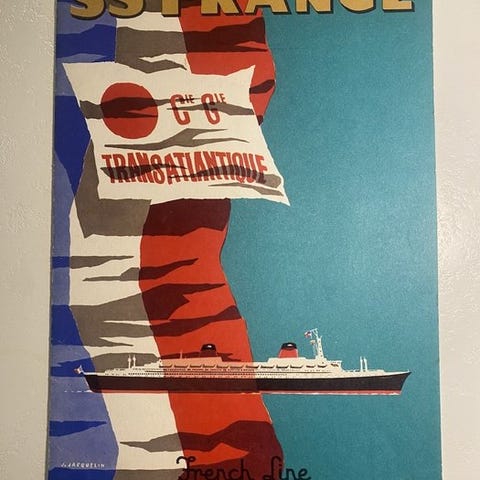 SS FRANCE
Cie Gle
TRANSATLANTIQUE
J. JACQUELIN
French Line